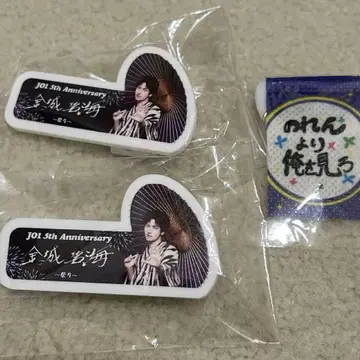 JO1 5th Anniversary
金城碧海
～祭り～
JO1 5th Anniversary
金城碧海
～祭り～
のれん
より
俺を見ろ